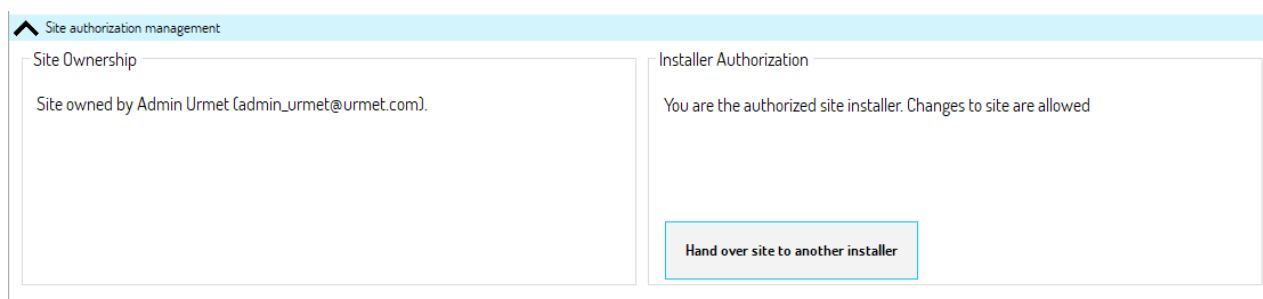 Site authorization management
Site Ownership
Site owned by Admin Urmet (admin_urmet@urmet.com).
Installer Authorization
You are the authorized site installer. Changes to site are allowed
Hand over site to another installer